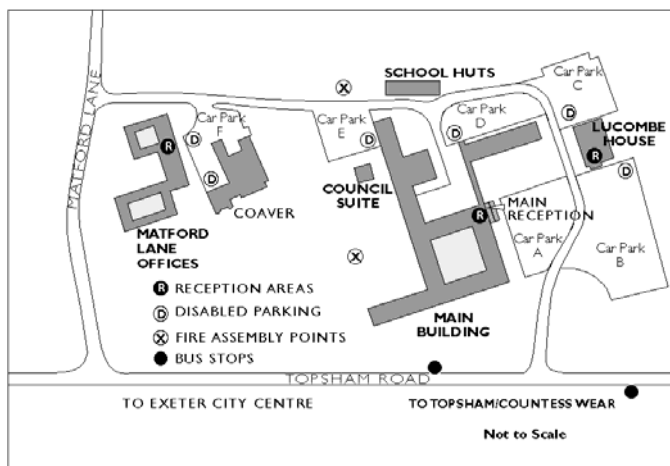 MATFORD LANE
SCHOOL HUTS
Car Park
C
Car Park
F
D
Car Park
E
D
D
Car Park
D
D
LUCOMBE
HOUSE
R
D
R
D
COUNCIL
SUITE
COAVER
MATFORD
LANE
OFFICES
R
MAIN
RECEPTION
Car Park
A
Car Park
B
R RECEPTION AREAS
D DISABLED PARKING
X FIRE ASSEMBLY POINTS
BUS STOPS
MAIN
BUILDING
TOPSHAM ROAD
TO EXETER CITY CENTRE
TO TOPSHAM/COUNTESS WEAR
Not to Scale